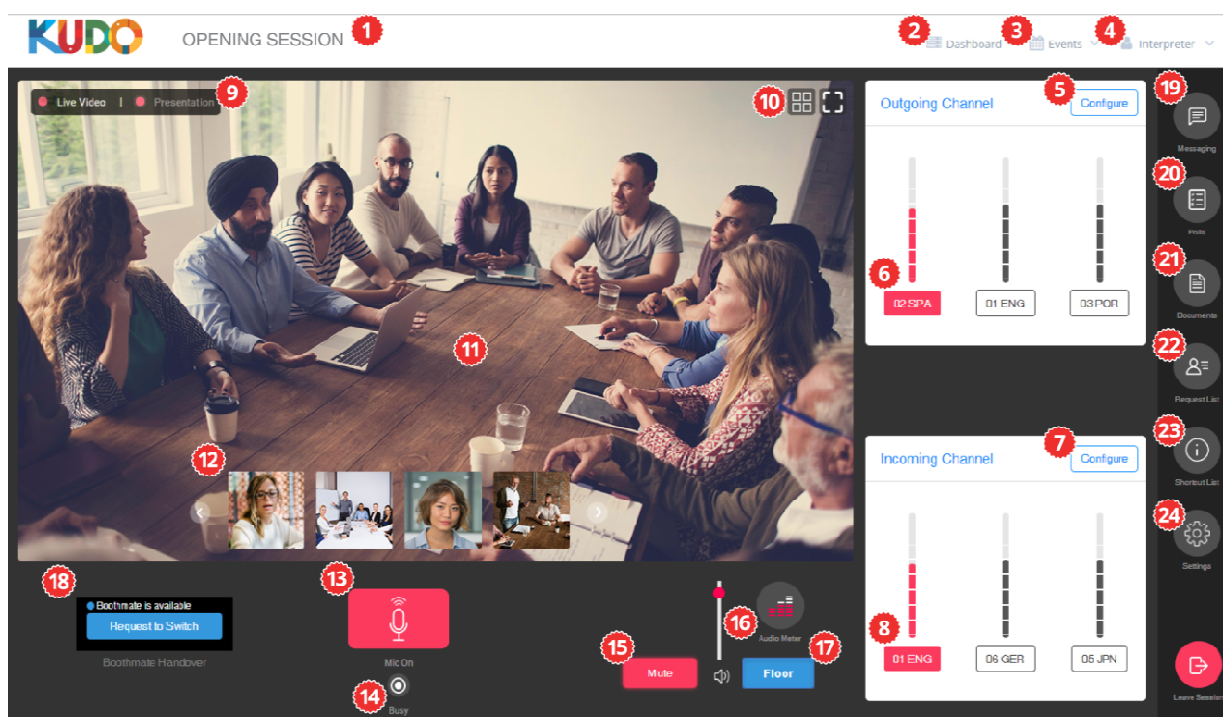 KUDO
OPENING SESSION
1
2
Dashboard
3
Events
4
Interpreter
9
Live Video | Presentation
10
11
12
Outgoing Channel
5
Configure
6
02 SPA
01 ENG
03 POR
Incoming Channel
7
Configure
8
01 ENG
06 GER
05 JPN
18
Boothmate is available
Request to Switch
Boothmate Handover
13
Mic On
14
Busy
15
Mute
16
Audio Meter
17
Floor
19
Messaging
20
Polls
21
Documents
22
Request List
23
Shortcut List
24
Settings
Leave Session